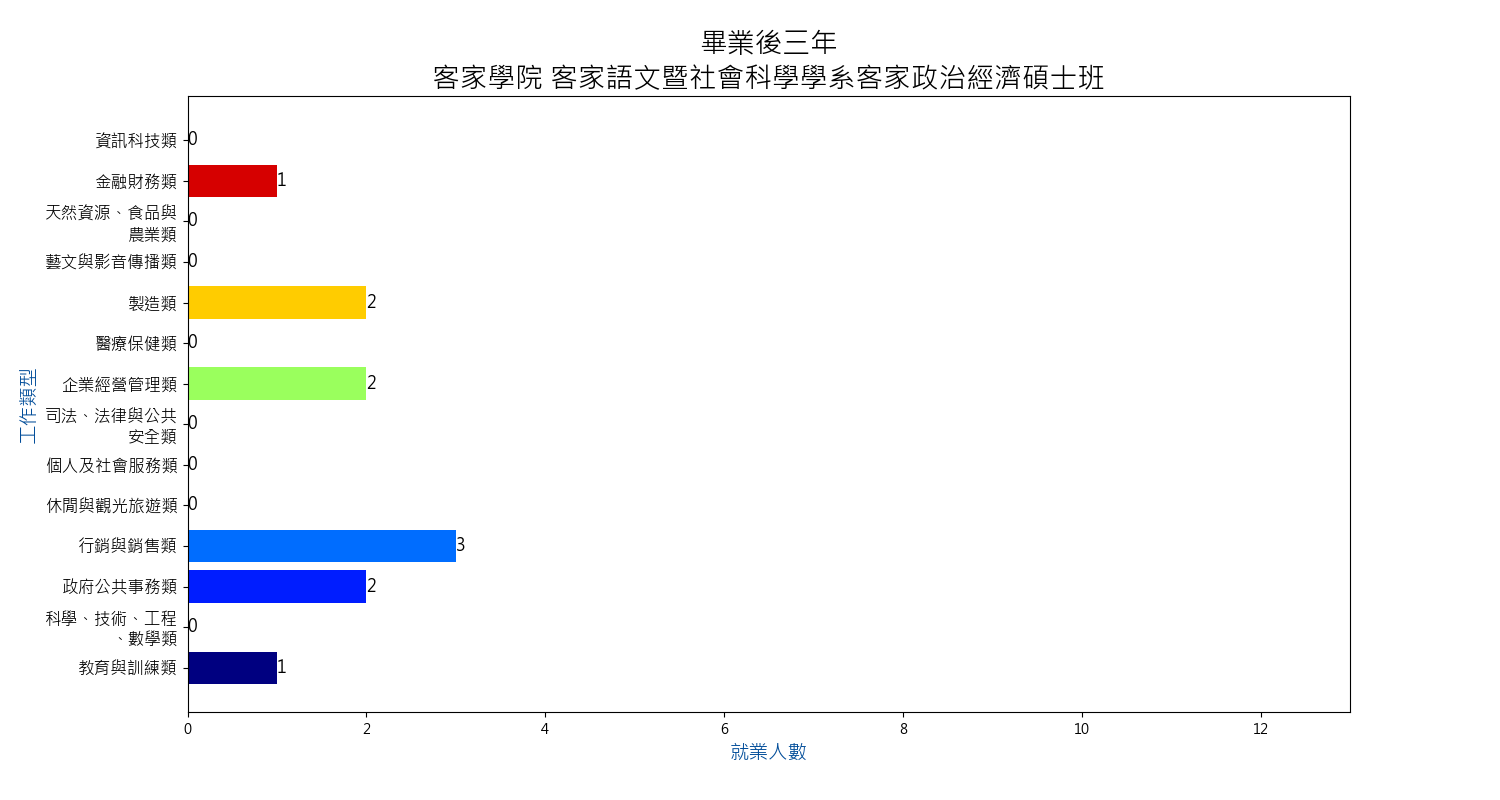 畢業後三年
客家學院 客家語文暨社會科學學系客家政治經濟碩士班
資訊科技類 0
金融財務類 1
天然資源、食品與
農業類 0
藝文與影音傳播類 0
製造類 2
醫療保健類 0
企業經營管理類 2
司法、法律與公共
安全類 0
個人及社會服務類 0
休閒與觀光旅遊類 0
行銷與銷售類 3
政府公共事務類 2
科學、技術、工程
、數學類 0
教育與訓練類 1
工作類型
0 2 4 6 8 10 12
就業人數